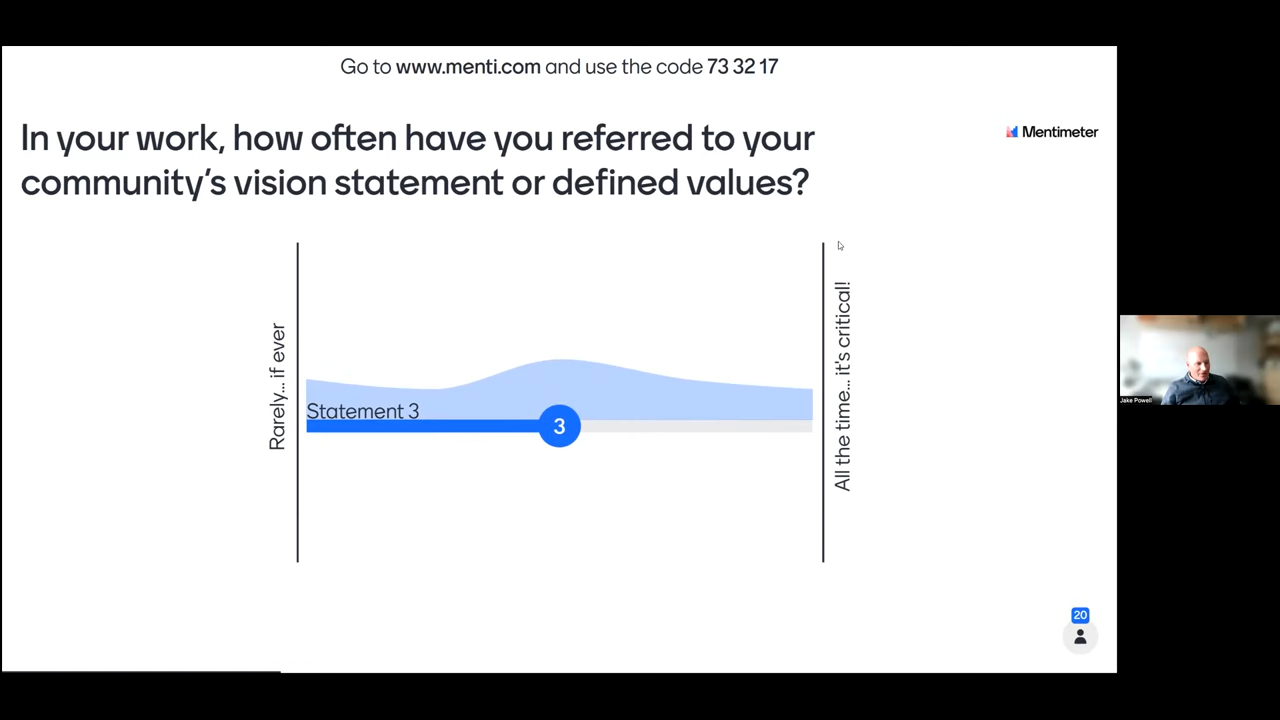 Go to www.menti.com and use the code 73 32 17
In your work, how often have you referred to your
community's vision statement or defined values?
Mentimeter
Rarely... if ever
Statement 3
3
All the time... it's critical!
Jake Powell
20